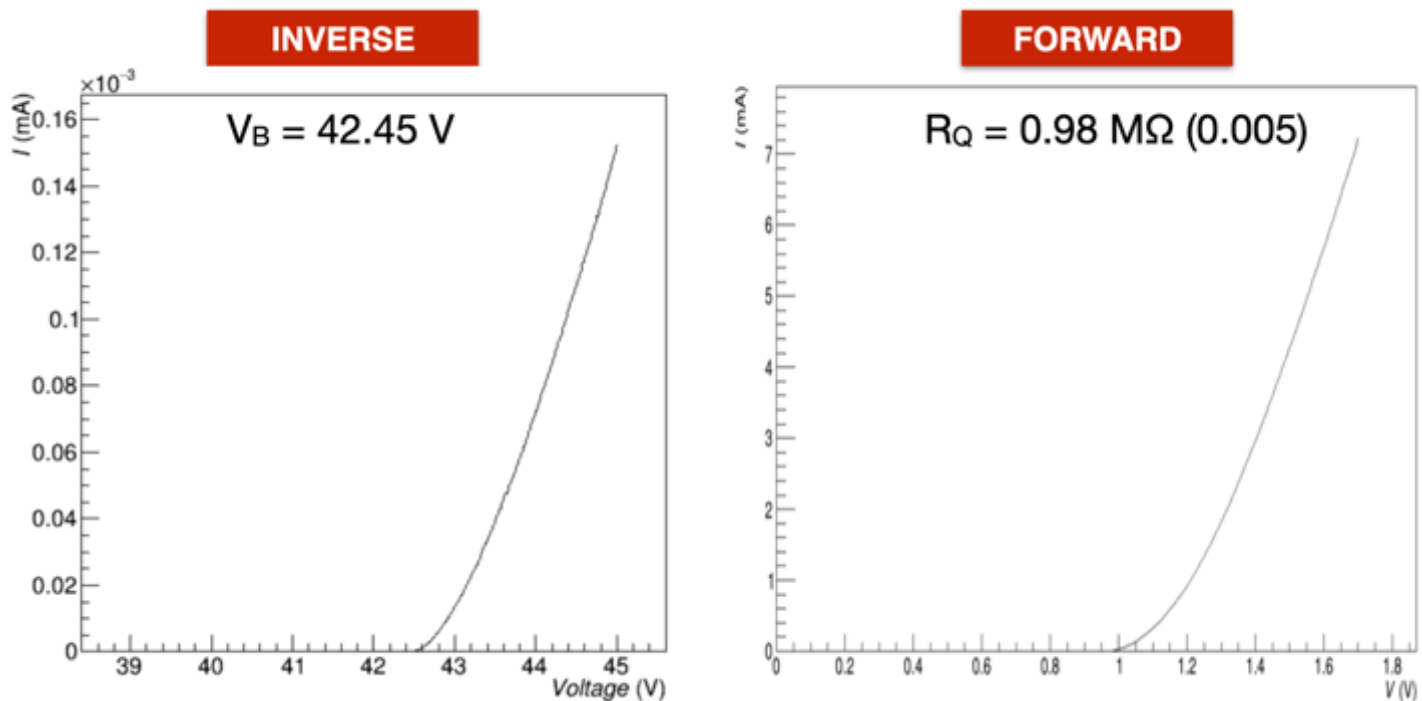 INVERSE
×10⁻³
I (mA)
V_B = 42.45 V
0.16
0.14
0.12
0.1
0.08
0.06
0.04
0.02
0
39 40 41 42 43 44 45
Voltage (V)
FORWARD
I (mA)
R_Q = 0.98 MΩ (0.005)
7
6
5
4
3
2
1
0
0 0.2 0.4 0.6 0.8 1 1.2 1.4 1.6 1.8
V (V)